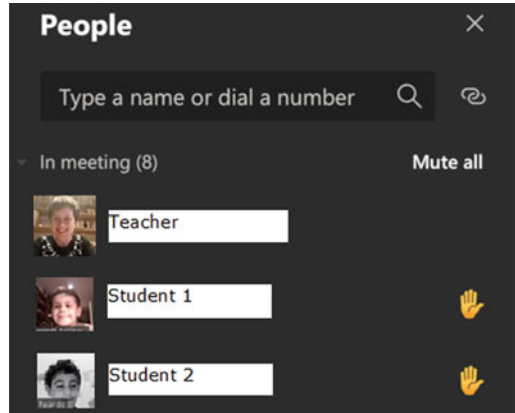 People
Type a name or dial a number
In meeting (8) Mute all
Teacher
Student 1
Student 2